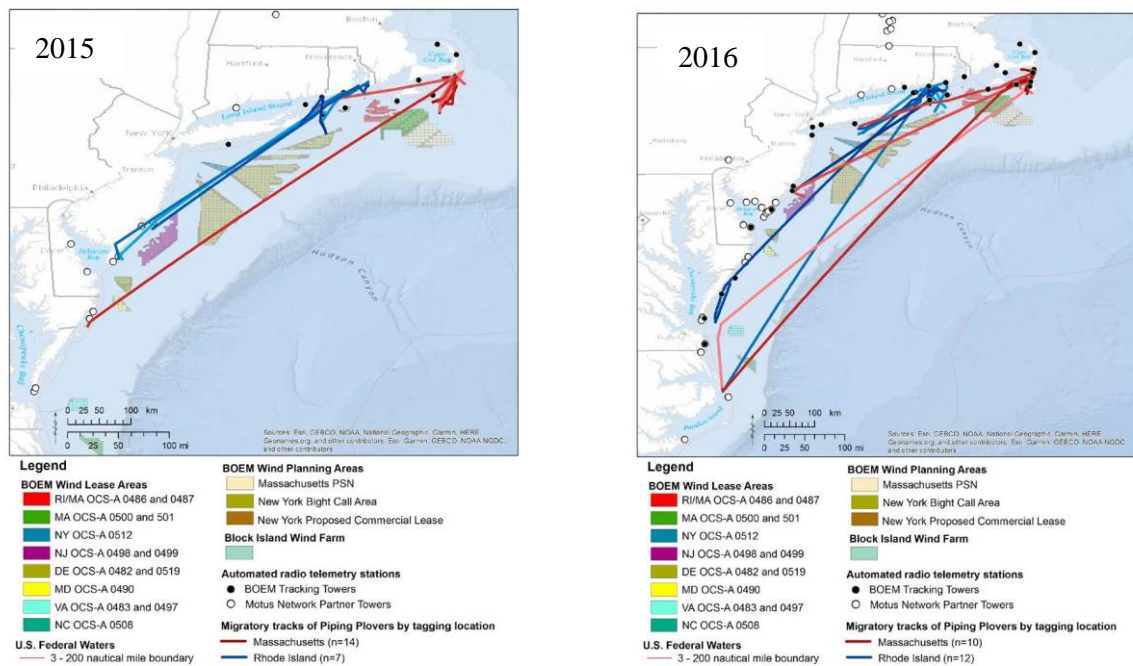 2015
Boston
Cape Cod Bay
Hartford
Providence
Long Island Sound
New York
Trenton
Philadelphia
Dover
Delaware Bay
Hudson Canyon
Chesapeake Bay
0 25 50 100 km
0 25 50 100 mi
Sources: Esri, GEBCO, NOAA, National Geographic, Garmin, HERE,
Geonames.org, and other contributors; Esri, Garmin, GEBCO, NOAA NGDC,
and other contributors
Legend
BOEM Wind Lease Areas
RI/MA OCS-A 0486 and 0487
MA OCS-A 0500 and 501
NY OCS-A 0512
NJ OCS-A 0498 and 0499
DE OCS-A 0482 and 0519
MD OCS-A 0490
VA OCS-A 0483 and 0497
NC OCS-A 0508
U.S. Federal Waters
3 - 200 nautical mile boundary
BOEM Wind Planning Areas
Massachusetts PSN
New York Bight Call Area
New York Proposed Commercial Lease
Block Island Wind Farm
Automated radio telemetry stations
BOEM Tracking Towers
Motus Network Partner Towers
Migratory tracks of Piping Plovers by tagging location
Massachusetts (n=14)
Rhode Island (n=7)
2016
Boston
Cape Cod Bay
Hartford
Providence
Long Island Sound
New York
Trenton
Philadelphia
Delaware Bay
Hudson Canyon
Chesapeake Bay
Norfolk
Pamlico Sound
0 25 50 100 km
0 25 50 100 mi
Sources: Esri, GEBCO, NOAA, National Geographic, Garmin, HERE,
Geonames.org, and other contributors; Esri, Garmin, GEBCO, NOAA NGDC,
and other contributors
Legend
BOEM Wind Lease Areas
RI/MA OCS-A 0486 and 0487
MA OCS-A 0500 and 501
NY OCS-A 0512
NJ OCS-A 0498 and 0499
DE OCS-A 0482 and 0519
MD OCS-A 0490
VA OCS-A 0483 and 0497
NC OCS-A 0508
U.S. Federal Waters
3 - 200 nautical mile boundary
BOEM Wind Planning Areas
Massachusetts PSN
New York Bight Call Area
New York Proposed Commercial Lease
Block Island Wind Farm
Automated radio telemetry stations
BOEM Tracking Towers
Motus Network Partner Towers
Migratory tracks of Piping Plovers by tagging location
Massachusetts (n=10)
Rhode Island (n=12)